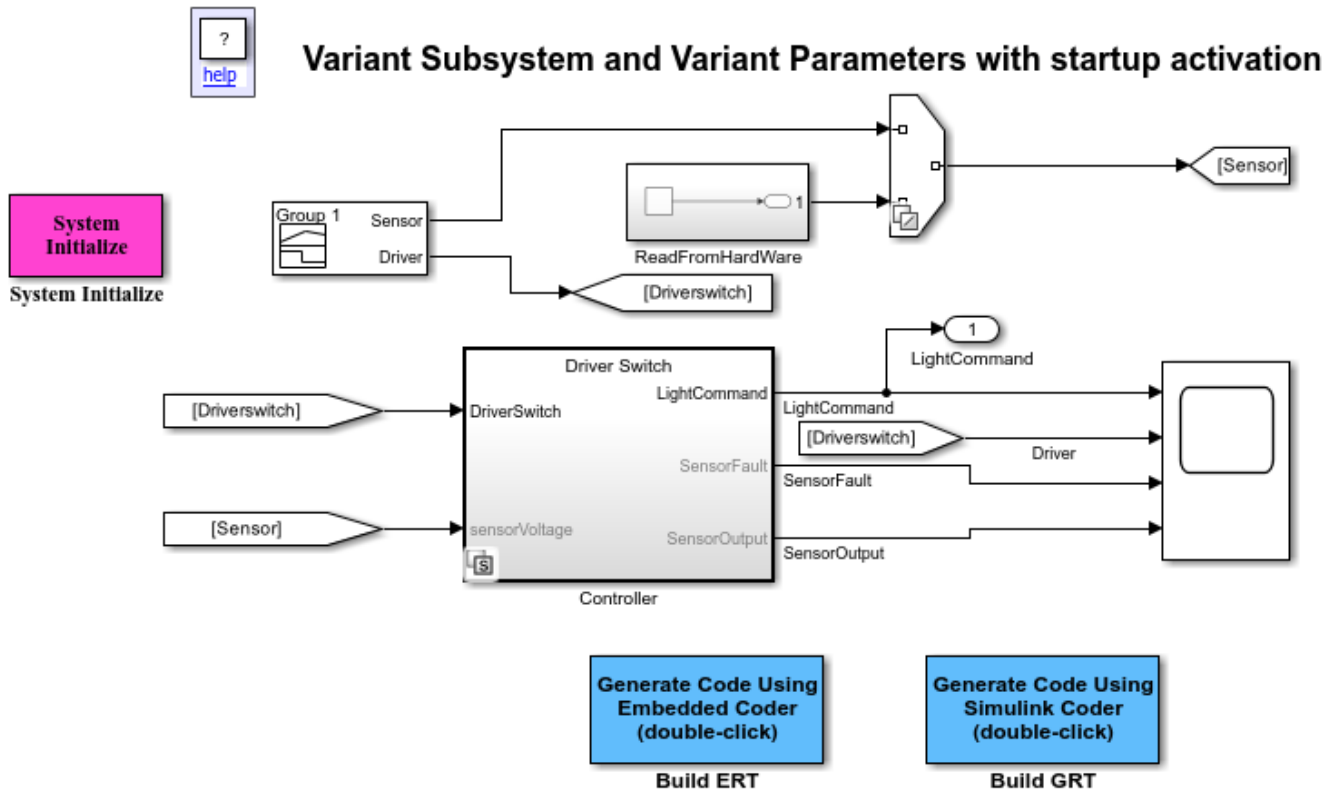 ?
help
Variant Subsystem and Variant Parameters with startup activation
System
Initialize
System Initialize
Group 1
Sensor
Driver
1
ReadFromHardWare
[Sensor]
[Driverswitch]
1
LightCommand
[Driverswitch]
[Sensor]
Driver Switch
DriverSwitch
sensorVoltage
LightCommand
SensorFault
SensorOutput
S
Controller
LightCommand
[Driverswitch]
Driver
SensorFault
SensorOutput
Generate Code Using
Embedded Coder
(double-click)
Build ERT
Generate Code Using
Simulink Coder
(double-click)
Build GRT